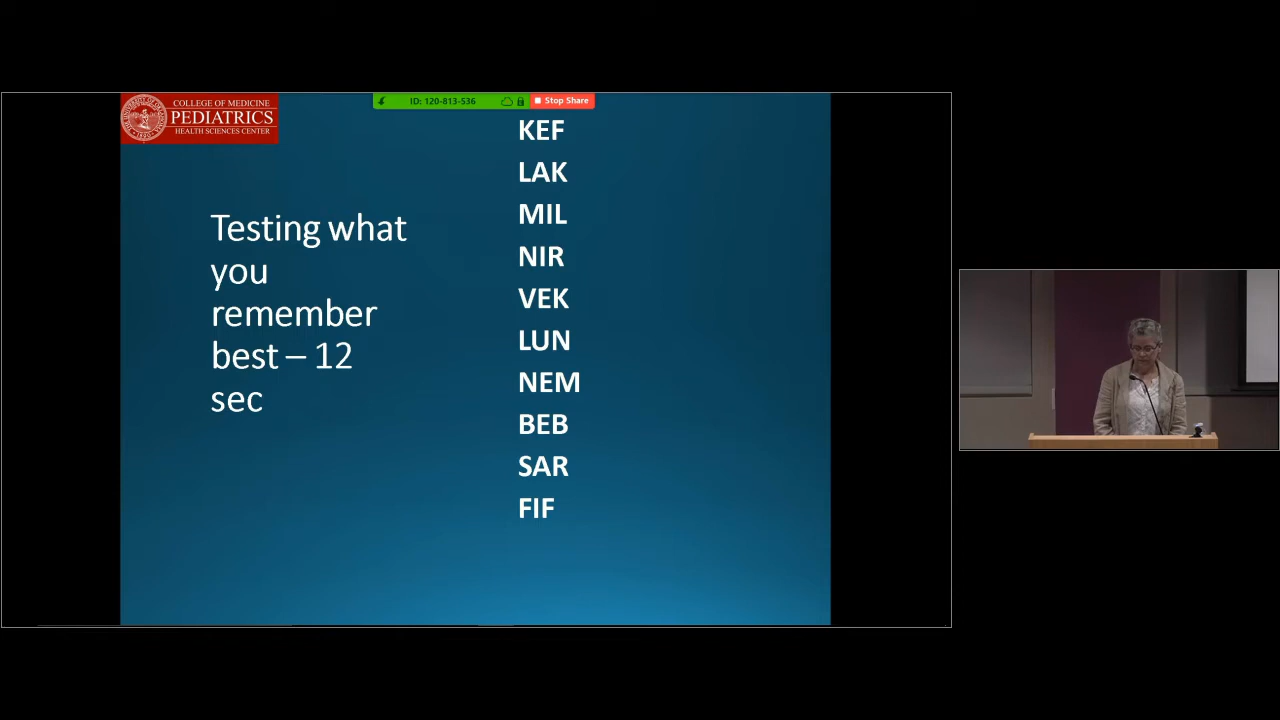 COLLEGE OF MEDICINE
PEDIATRICS
HEALTH SCIENCES CENTER
ID: 120-813-536
Stop Share
Testing what
you
remember
best – 12
sec
KEF
LAK
MIL
NIR
VEK
LUN
NEM
BEB
SAR
FIF